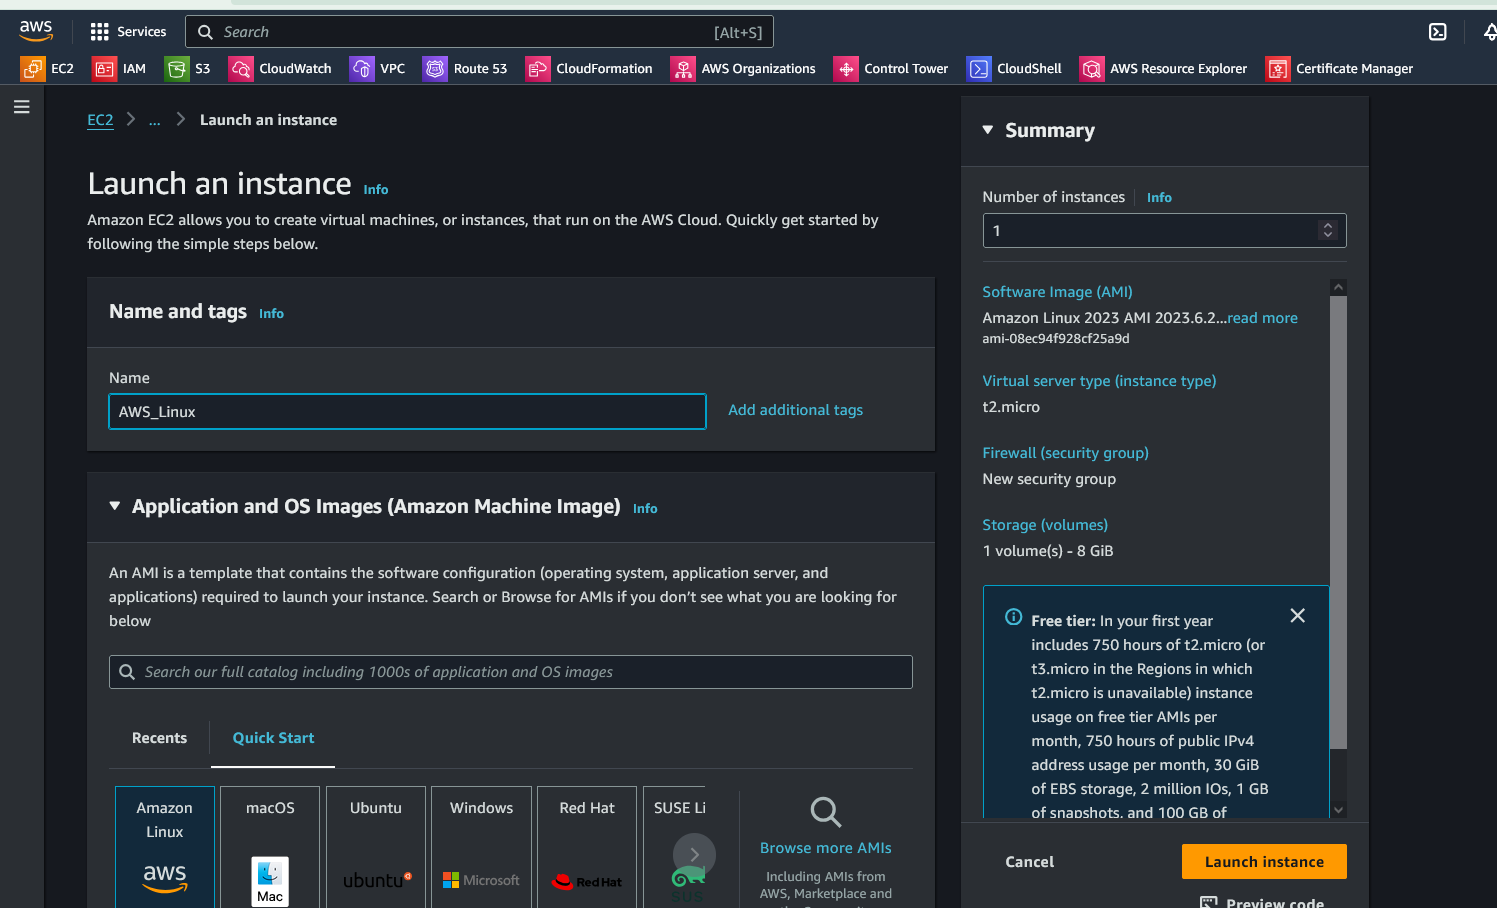 aws
Services
Search
[Alt+S]
EC2
IAM
S3
CloudWatch
VPC
Route 53
CloudFormation
AWS Organizations
Control Tower
CloudShell
AWS Resource Explorer
Certificate Manager
EC2
...
Launch an instance
Launch an instance Info
Amazon EC2 allows you to create virtual machines, or instances, that run on the AWS Cloud. Quickly get started by
following the simple steps below.
Name and tags Info
Name
AWS_Linux
Add additional tags
Application and OS Images (Amazon Machine Image) Info
An AMI is a template that contains the software configuration (operating system, application server, and
applications) required to launch your instance. Search or Browse for AMIs if you don’t see what you are looking for
below
Search our full catalog including 1000s of application and OS images
Recents
Quick Start
Amazon
Linux
aws
macOS
Mac
Ubuntu
ubuntu
Windows
Microsoft
Red Hat
Red Hat
SUSE Li
Browse more AMIs
Including AMIs from
AWS, Marketplace and
Summary
Number of instances Info
1
Software Image (AMI)
Amazon Linux 2023 AMI 2023.6.2...read more
ami-08ec94f928cf25a9d
Virtual server type (instance type)
t2.micro
Firewall (security group)
New security group
Storage (volumes)
1 volume(s) - 8 GiB
Free tier: In your first year
includes 750 hours of t2.micro (or
t3.micro in the Regions in which
t2.micro is unavailable) instance
usage on free tier AMIs per
month, 750 hours of public IPv4
address usage per month, 30 GiB
of EBS storage, 2 million IOs, 1 GB
of snapshots, and 100 GB of
Cancel
Launch instance
Preview code